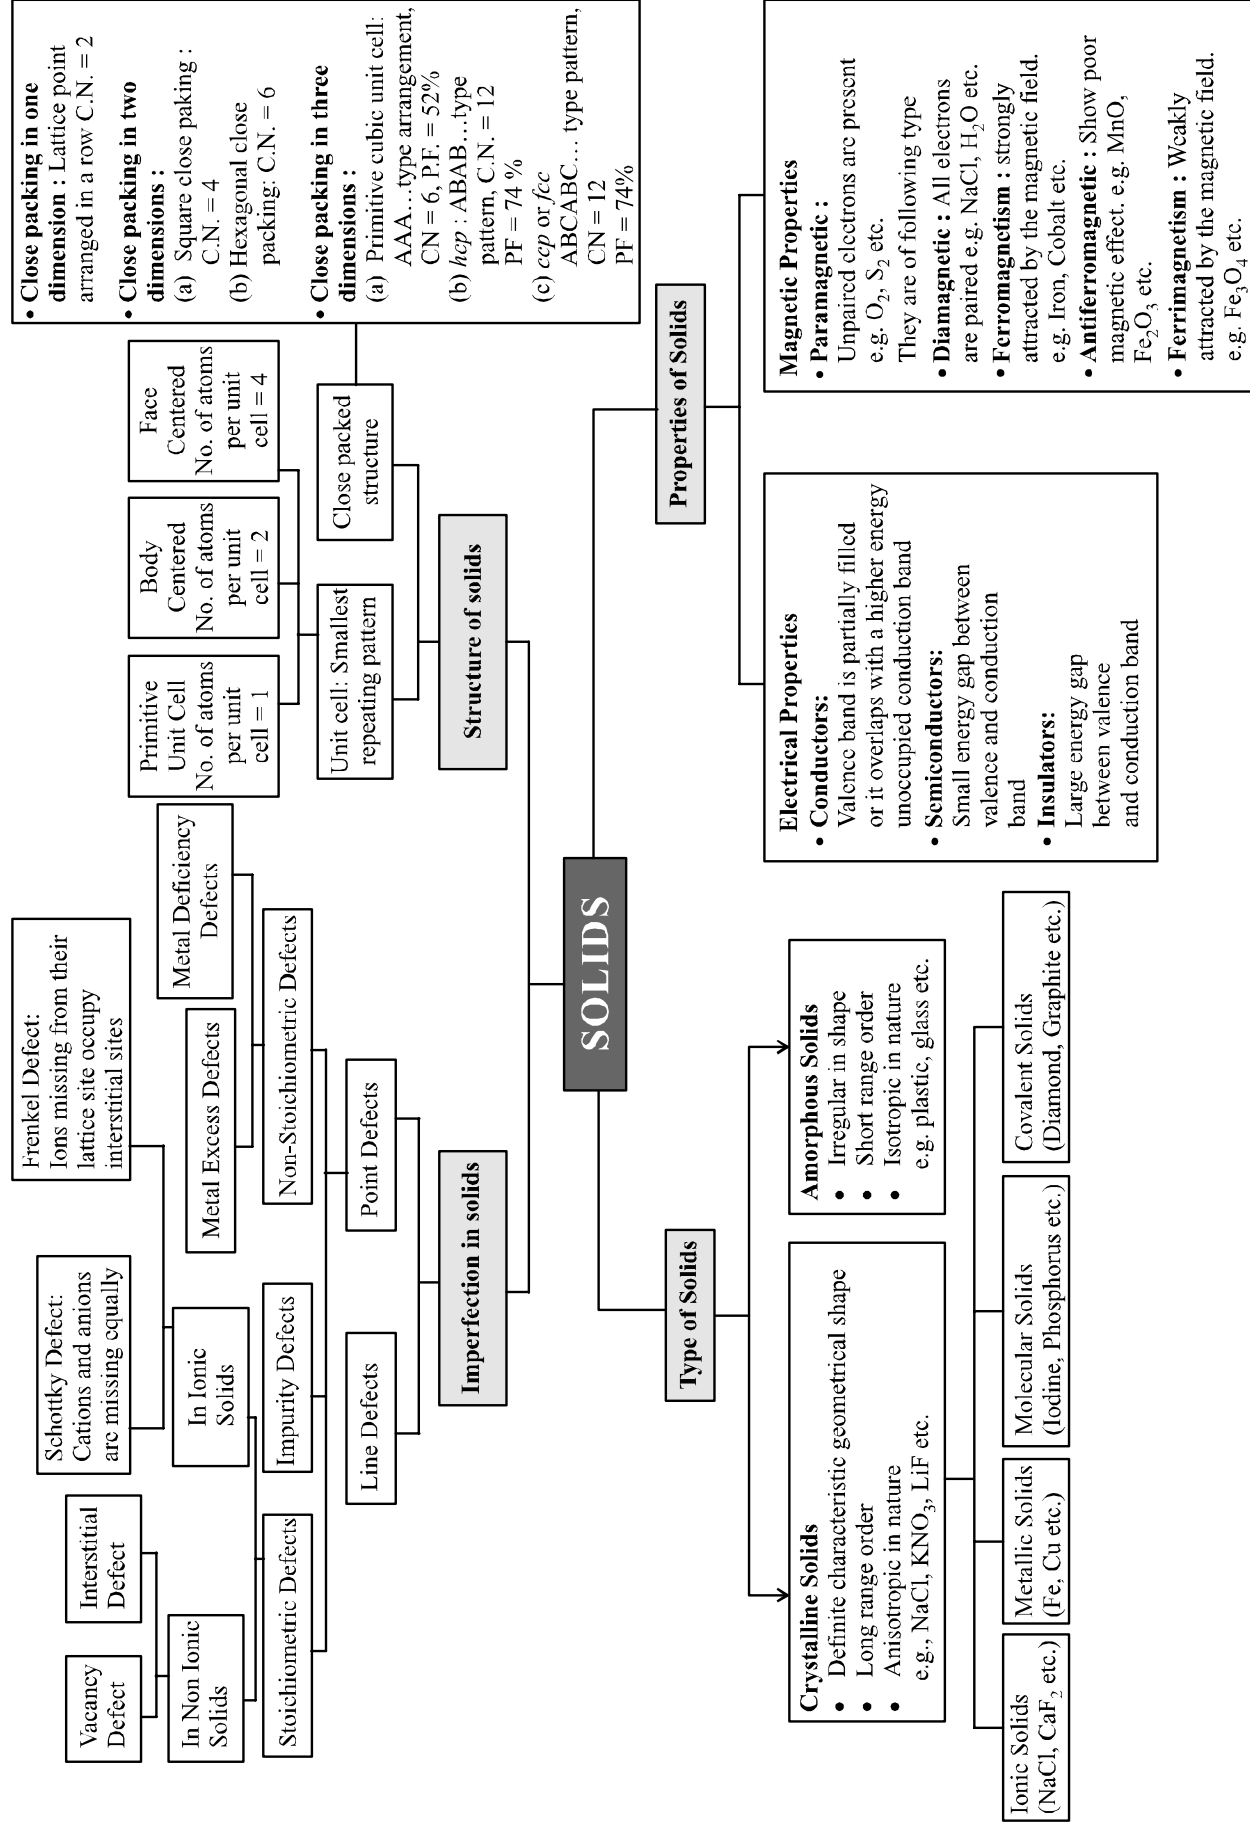 Vacancy
Defect
Interstitial
Defect
Schottky Defect:
Cations and anions
are missing equally
Frenkel Defect:
Ions missing from their
lattice site occupy
interstitial sites
In Non Ionic
Solids
In Ionic
Solids
Metal Excess Defects
Metal Deficiency
Defects
Stoichiometric Defects
Impurity Defects
Non-Stoichiometric Defects
Line Defects
Point Defects
Imperfection in solids
Primitive
Unit Cell
No. of atoms
per unit
cell = 1
Body
Centered
No. of atoms
per unit
cell = 2
Face
Centered
No. of atoms
per unit
cell = 4
Unit cell: Smallest
repeating pattern
Close packed
structure
Structure of solids
• Close packing in one
dimension : Lattice point
arranged in a row C.N. = 2
• Close packing in two
dimensions :
(a) Square close paking :
C.N. = 4
(b) Hexagonal close
packing: C.N. = 6
• Close packing in three
dimensions :
(a) Primitive cubic unit cell:
AAA...type arrangement,
CN = 6, P.F. = 52%
(b) hcp : ABAB...type
pattern, C.N. = 12
PF = 74 %
(c) ccp or fcc
ABCABC... type pattern,
CN = 12
PF = 74%
SOLIDS
Type of Solids
Crystalline Solids
• Definite characteristic geometrical shape
• Long range order
• Anisotropic in nature
e.g., NaCl, KNO₃, LiF etc.
Amorphous Solids
• Irregular in shape
• Short range order
• Isotropic in nature
e.g. plastic, glass etc.
Ionic Solids
(NaCl, CaF₂ etc.)
Metallic Solids
(Fe, Cu etc.)
Molecular Solids
(Iodine, Phosphorus etc.)
Covalent Solids
(Diamond, Graphite etc.)
Properties of Solids
Electrical Properties
• Conductors:
Valence band is partially filled
or it overlaps with a higher energy
unoccupied conduction band
• Semiconductors:
Small energy gap between
valence and conduction
band
• Insulators:
Large energy gap
between valence
and conduction band
Magnetic Properties
• Paramagnetic :
Unpaired electrons are present
e.g. O₂, S₂ etc.
They are of following type
• Diamagnetic : All electrons
are paired e.g. NaCl, H₂O etc.
• Ferromagnetism : strongly
attracted by the magnetic field.
e.g. Iron, Cobalt etc.
• Antiferromagnetic : Show poor
magnetic effect. e.g. MnO,
Fe₂O₃ etc.
• Ferrimagnetism : Weakly
attracted by the magnetic field.
e.g. Fe₃O₄ etc.